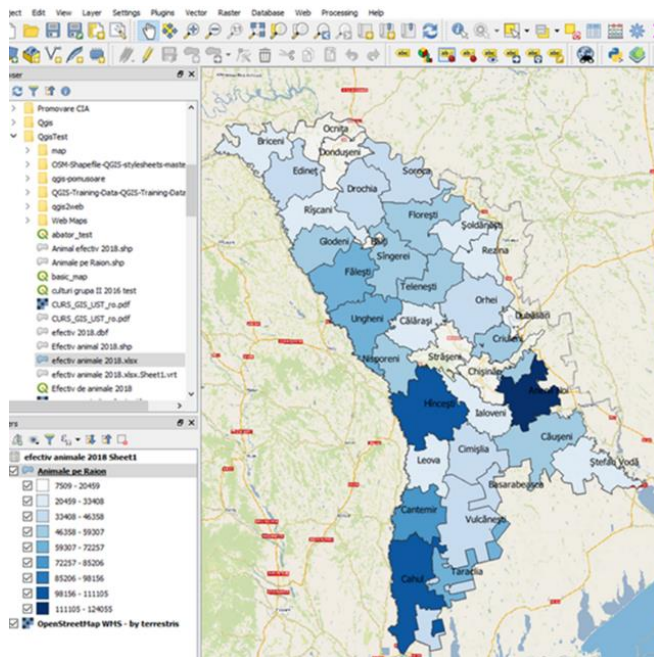 ject Edit View Layer Settings Plugins Vector Raster Database Web Processing Help
wser
Promovare CIA
Qgis
QgisTest
map
OSM-Shapefile-QGIS-stylesheets-maste
qgis-pomusoare
QGIS-Training-Data-QGIS-Training-Data
qgis2web
Web Maps
abator_test
Animal efectiv 2018.shp
Animale pe Raion.shp
basic_map
culturi grupa II 2016 test
CURS_GIS_UST_ro.pdf
CURS_GIS_UST_ro.pdf
efectiv 2018.dbf
Efectiv animal 2018.shp
efectiv animale 2018.xlsx
efectiv animale 2018.xlsx.Sheet1.vrt
Efectiv de animale 2018
ers
efectiv animale 2018 Sheet1
Animale pe Raion
7509 - 20459
20459 - 33408
33408 - 46358
46358 - 59307
59307 - 72257
72257 - 85206
85206 - 98156
98156 - 111105
111105 - 124055
OpenStreetMap WMS - by terrestris
Ocnița
Briceni
Dondușeni
Edineț
Soroca
Drochia
Rîșcani
Florești
Șoldănești
Glodeni
Bălți
Sîngerei
Rezina
Fălești
Telenești
Orhei
Ungheni
Călărași
Dubăsari
Criuleni
Nisporeni
Strășeni
Chișinău
Hîncești
Ialoveni
Căușeni
Leova
Cimișlia
Ștefau Vodă
Basarabeasca
Cantemir
Vulcănești
Cahul
Taraclia